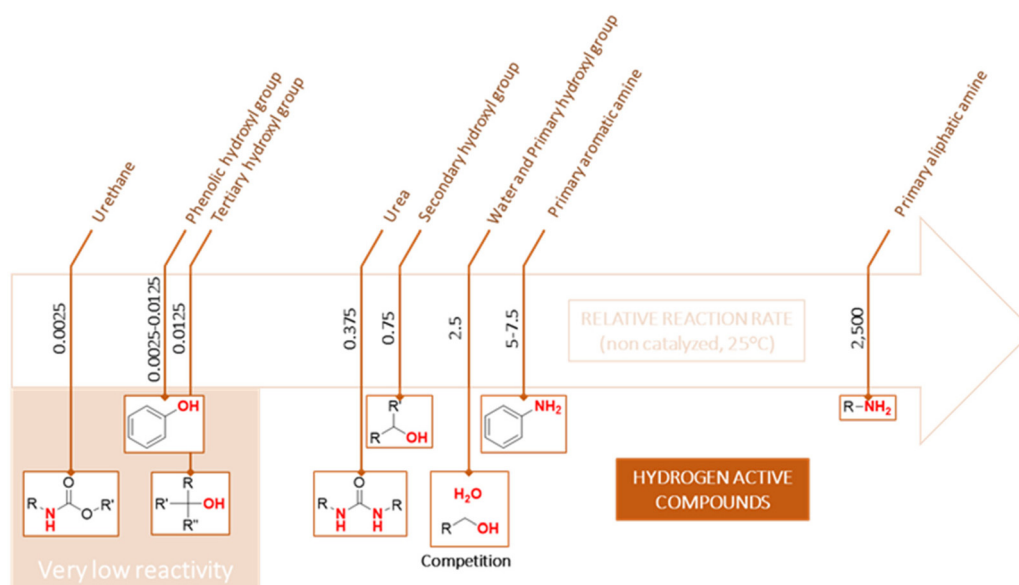 Urethane
Phenolic hydroxyl group
Tertiary hydroxyl group
Urea
Secondary hydroxyl group
Water and Primary hydroxyl group
Primary aromatic amine
Primary aliphatic amine
0.0025
0.0025-0.0125
0.0125
0.375
0.75
2.5
5-7.5
2,500
RELATIVE REACTION RATE
(non catalyzed, 25°C)
OH
R' R OH
NH₂
R-NH₂
O R N H O R'
R R' OH R''
O R N H N H R
H₂O
R OH
HYDROGEN ACTIVE
COMPOUNDS
Competition
Very low reactivity